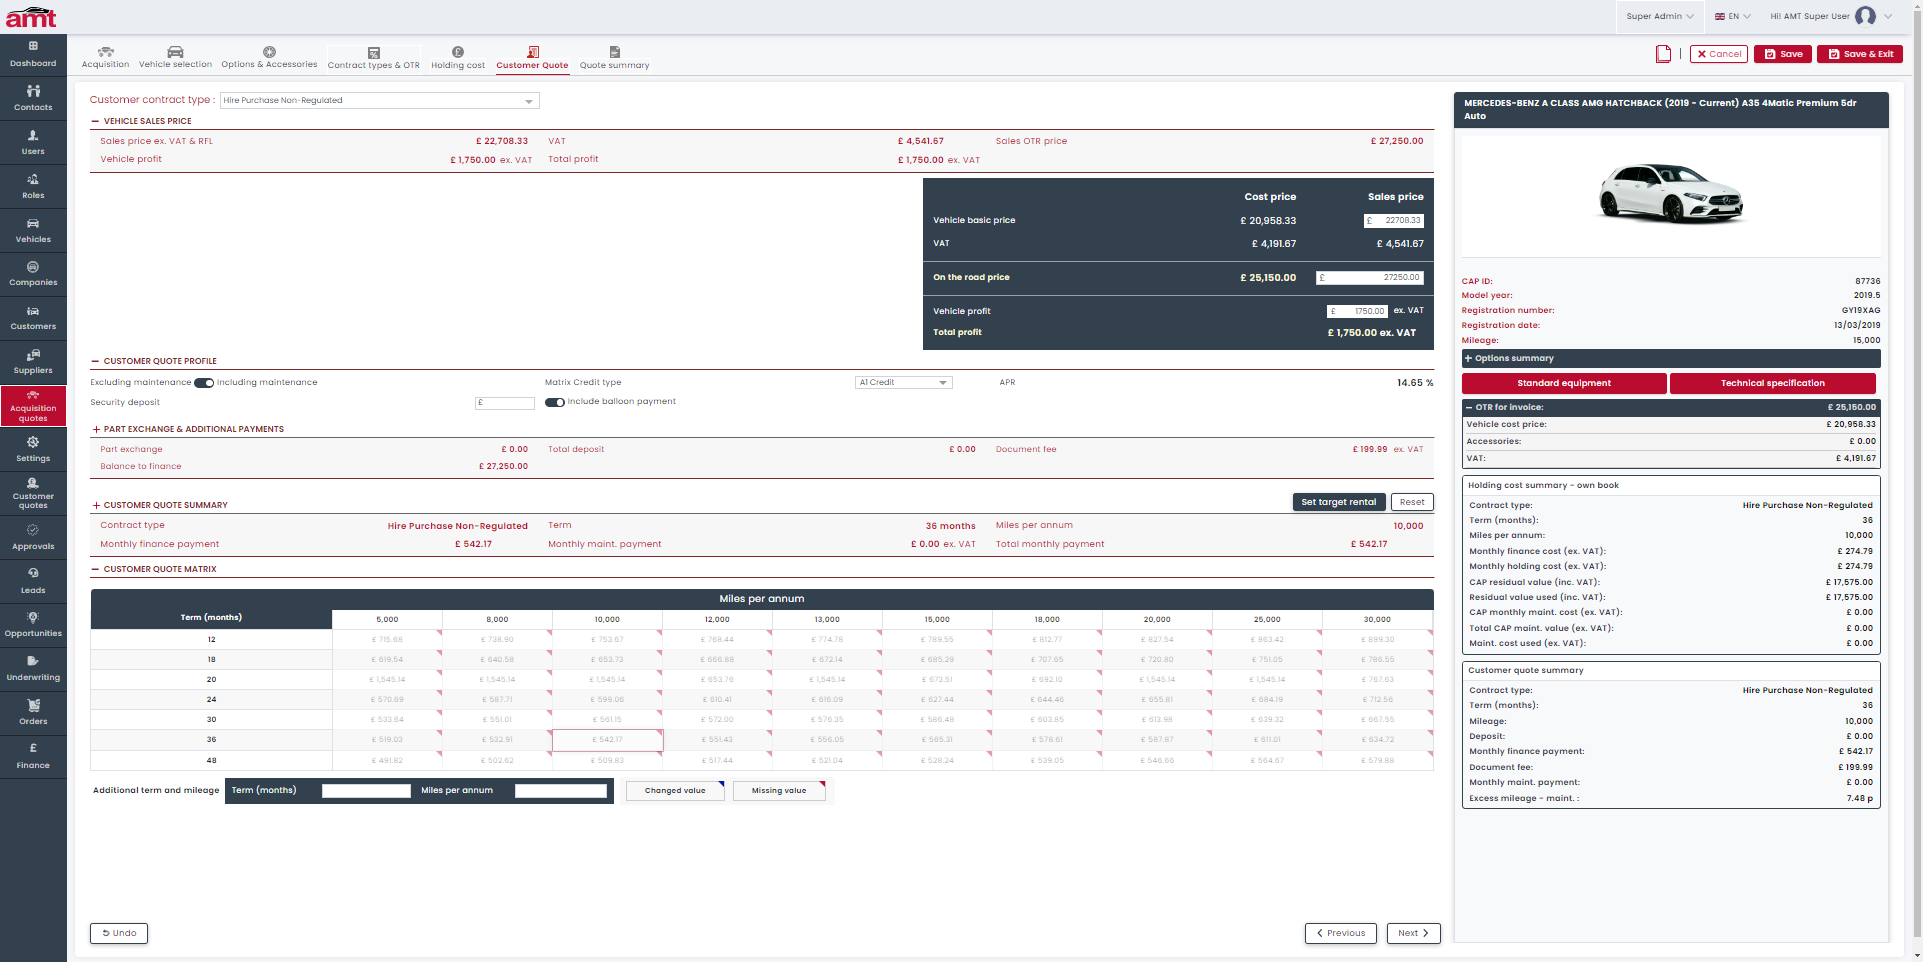 amt
Super Admin
EN
Hi! AMT Super User
Dashboard
Contacts
Users
Roles
Vehicles
Companies
Customers
Suppliers
Acquisition
quotes
Settings
Customer
quotes
Approvals
Leads
Opportunities
Underwriting
Orders
£
Finance
Acquisition
Vehicle selection
Options & Accessories
Contract types & OTR
Holding cost
Customer Quote
Quote summary
Cancel
Save
Save & Exit
Customer contract type :
Hire Purchase Non-Regulated
VEHICLE SALES PRICE
Sales price ex. VAT & RFL £ 22,708.33 VAT £ 4,541.67 Sales OTR price £ 27,250.00
Vehicle profit £ 1,750.00 ex. VAT Total profit £ 1,750.00 ex. VAT
Cost price Sales price
Vehicle basic price £ 20,958.33 £ 22708.33
VAT £ 4,191.67 £ 4,541.67
On the road price £ 25,150.00 £ 27250.00
Vehicle profit £ 1750.00 ex. VAT
Total profit £ 1,750.00 ex. VAT
CUSTOMER QUOTE PROFILE
Excluding maintenance Including maintenance Matrix Credit type A1 Credit APR 14.65 %
Security deposit £ Include balloon payment
PART EXCHANGE & ADDITIONAL PAYMENTS
Part exchange £ 0.00 Total deposit £ 0.00 Document fee £ 199.99 ex. VAT
Balance to finance £ 27,250.00
CUSTOMER QUOTE SUMMARY
Set target rental Reset
Contract type Hire Purchase Non-Regulated Term 36 months Miles per annum 10,000
Monthly finance payment £ 542.17 Monthly maint. payment £ 0.00 ex. VAT Total monthly payment £ 542.17
CUSTOMER QUOTE MATRIX
Miles per annum
Term (months) 5,000 8,000 10,000 12,000 13,000 15,000 18,000 20,000 25,000 30,000
12 £ 715.68 £ 738.90 £ 753.67 £ 768.44 £ 774.78 £ 789.55 £ 812.77 £ 827.54 £ 863.42 £ 899.30
18 £ 619.54 £ 640.58 £ 653.73 £ 666.88 £ 672.14 £ 685.29 £ 707.65 £ 720.80 £ 751.05 £ 786.55
20 £ 1,545.14 £ 1,545.14 £ 1,545.14 £ 653.76 £ 1,545.14 £ 673.51 £ 692.10 £ 1,545.14 £ 1,545.14 £ 767.63
24 £ 570.69 £ 587.71 £ 599.06 £ 610.41 £ 616.09 £ 627.44 £ 644.46 £ 655.81 £ 684.19 £ 712.56
30 £ 533.64 £ 551.01 £ 561.15 £ 572.00 £ 576.35 £ 586.48 £ 603.85 £ 613.98 £ 639.32 £ 667.55
36 £ 519.03 £ 532.91 £ 542.17 £ 551.43 £ 556.05 £ 565.31 £ 578.61 £ 587.87 £ 611.01 £ 634.72
48 £ 491.82 £ 502.62 £ 509.83 £ 517.44 £ 521.04 £ 528.24 £ 539.05 £ 546.66 £ 564.67 £ 579.88
Additional term and mileage Term (months) Miles per annum Changed value Missing value
Undo
Previous
Next
MERCEDES-BENZ A CLASS AMG HATCHBACK (2019 - Current) A35 4Matic Premium 5dr
Auto
CAP ID: 87736
Model year: 2019.5
Registration number: GY19XAG
Registration date: 13/03/2019
Mileage: 15,000
Options summary
Standard equipment
Technical specification
OTR for invoice: £ 25,150.00
Vehicle cost price: £ 20,958.33
Accessories: £ 0.00
VAT: £ 4,191.67
Holding cost summary - own book
Contract type: Hire Purchase Non-Regulated
Term (months): 36
Miles per annum: 10,000
Monthly finance cost (ex. VAT): £ 274.79
Monthly holding cost (ex. VAT): £ 274.79
CAP residual value (inc. VAT): £ 17,575.00
Residual value used (inc. VAT): £ 17,575.00
CAP monthly maint. cost (ex. VAT): £ 0.00
Total CAP maint. value (ex. VAT): £ 0.00
Maint. cost used (ex. VAT): £ 0.00
Customer quote summary
Contract type: Hire Purchase Non-Regulated
Term (months): 36
Mileage: 10,000
Deposit: £ 0.00
Monthly finance payment: £ 542.17
Document fee: £ 199.99
Monthly maint. payment: £ 0.00
Excess mileage - maint. : 7.48 p